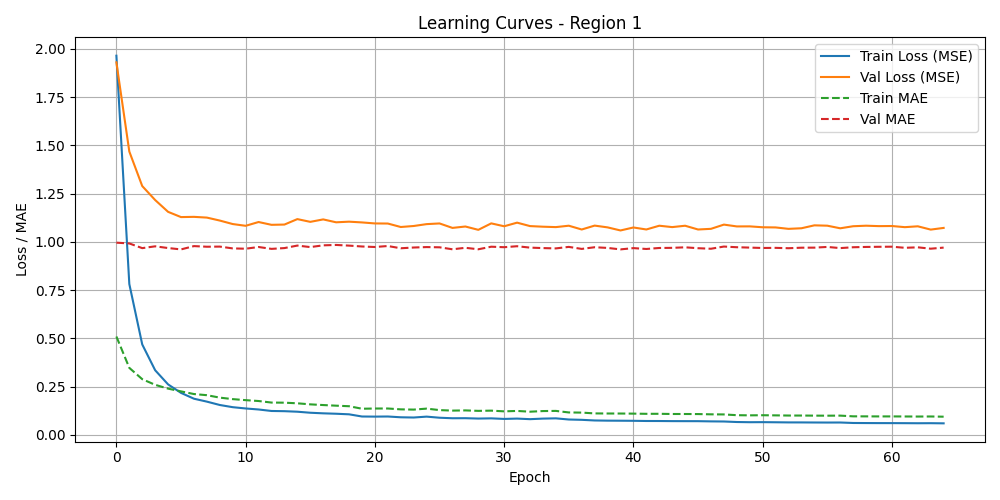 Learning Curves - Region 1
Loss / MAE
2.00
1.75
1.50
1.25
1.00
0.75
0.50
0.25
0.00
Train Loss (MSE)
Val Loss (MSE)
Train MAE
Val MAE
0 10 20 30 40 50 60
Epoch